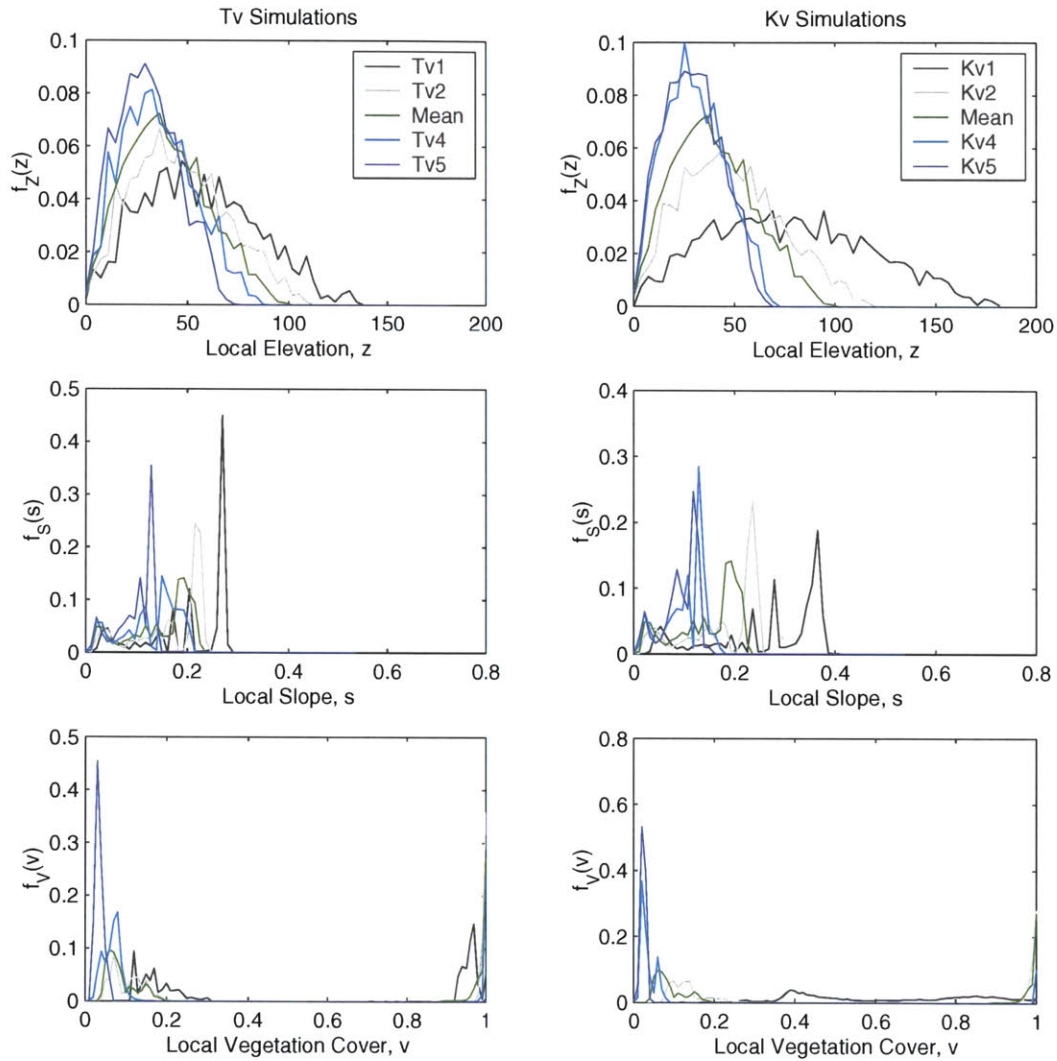 Tv Simulations
0.1
0.08
0.06
0.04
0.02
0
f_Z(z)
Tv1
Tv2
Mean
Tv4
Tv5
0 50 100 150 200
Local Elevation, z
Kv Simulations
0.1
0.08
0.06
0.04
0.02
0
f_Z(z)
Kv1
Kv2
Mean
Kv4
Kv5
0 50 100 150 200
Local Elevation, z
0.5
0.4
0.3
0.2
0.1
0
f_S(s)
0 0.2 0.4 0.6 0.8
Local Slope, s
0.4
0.3
0.2
0.1
0
f_S(s)
0 0.2 0.4 0.6 0.8
Local Slope, s
0.5
0.4
0.3
0.2
0.1
0
f_V(v)
0 0.2 0.4 0.6 0.8 1
Local Vegetation Cover, v
0.8
0.6
0.4
0.2
0
f_V(v)
0 0.2 0.4 0.6 0.8 1
Local Vegetation Cover, v